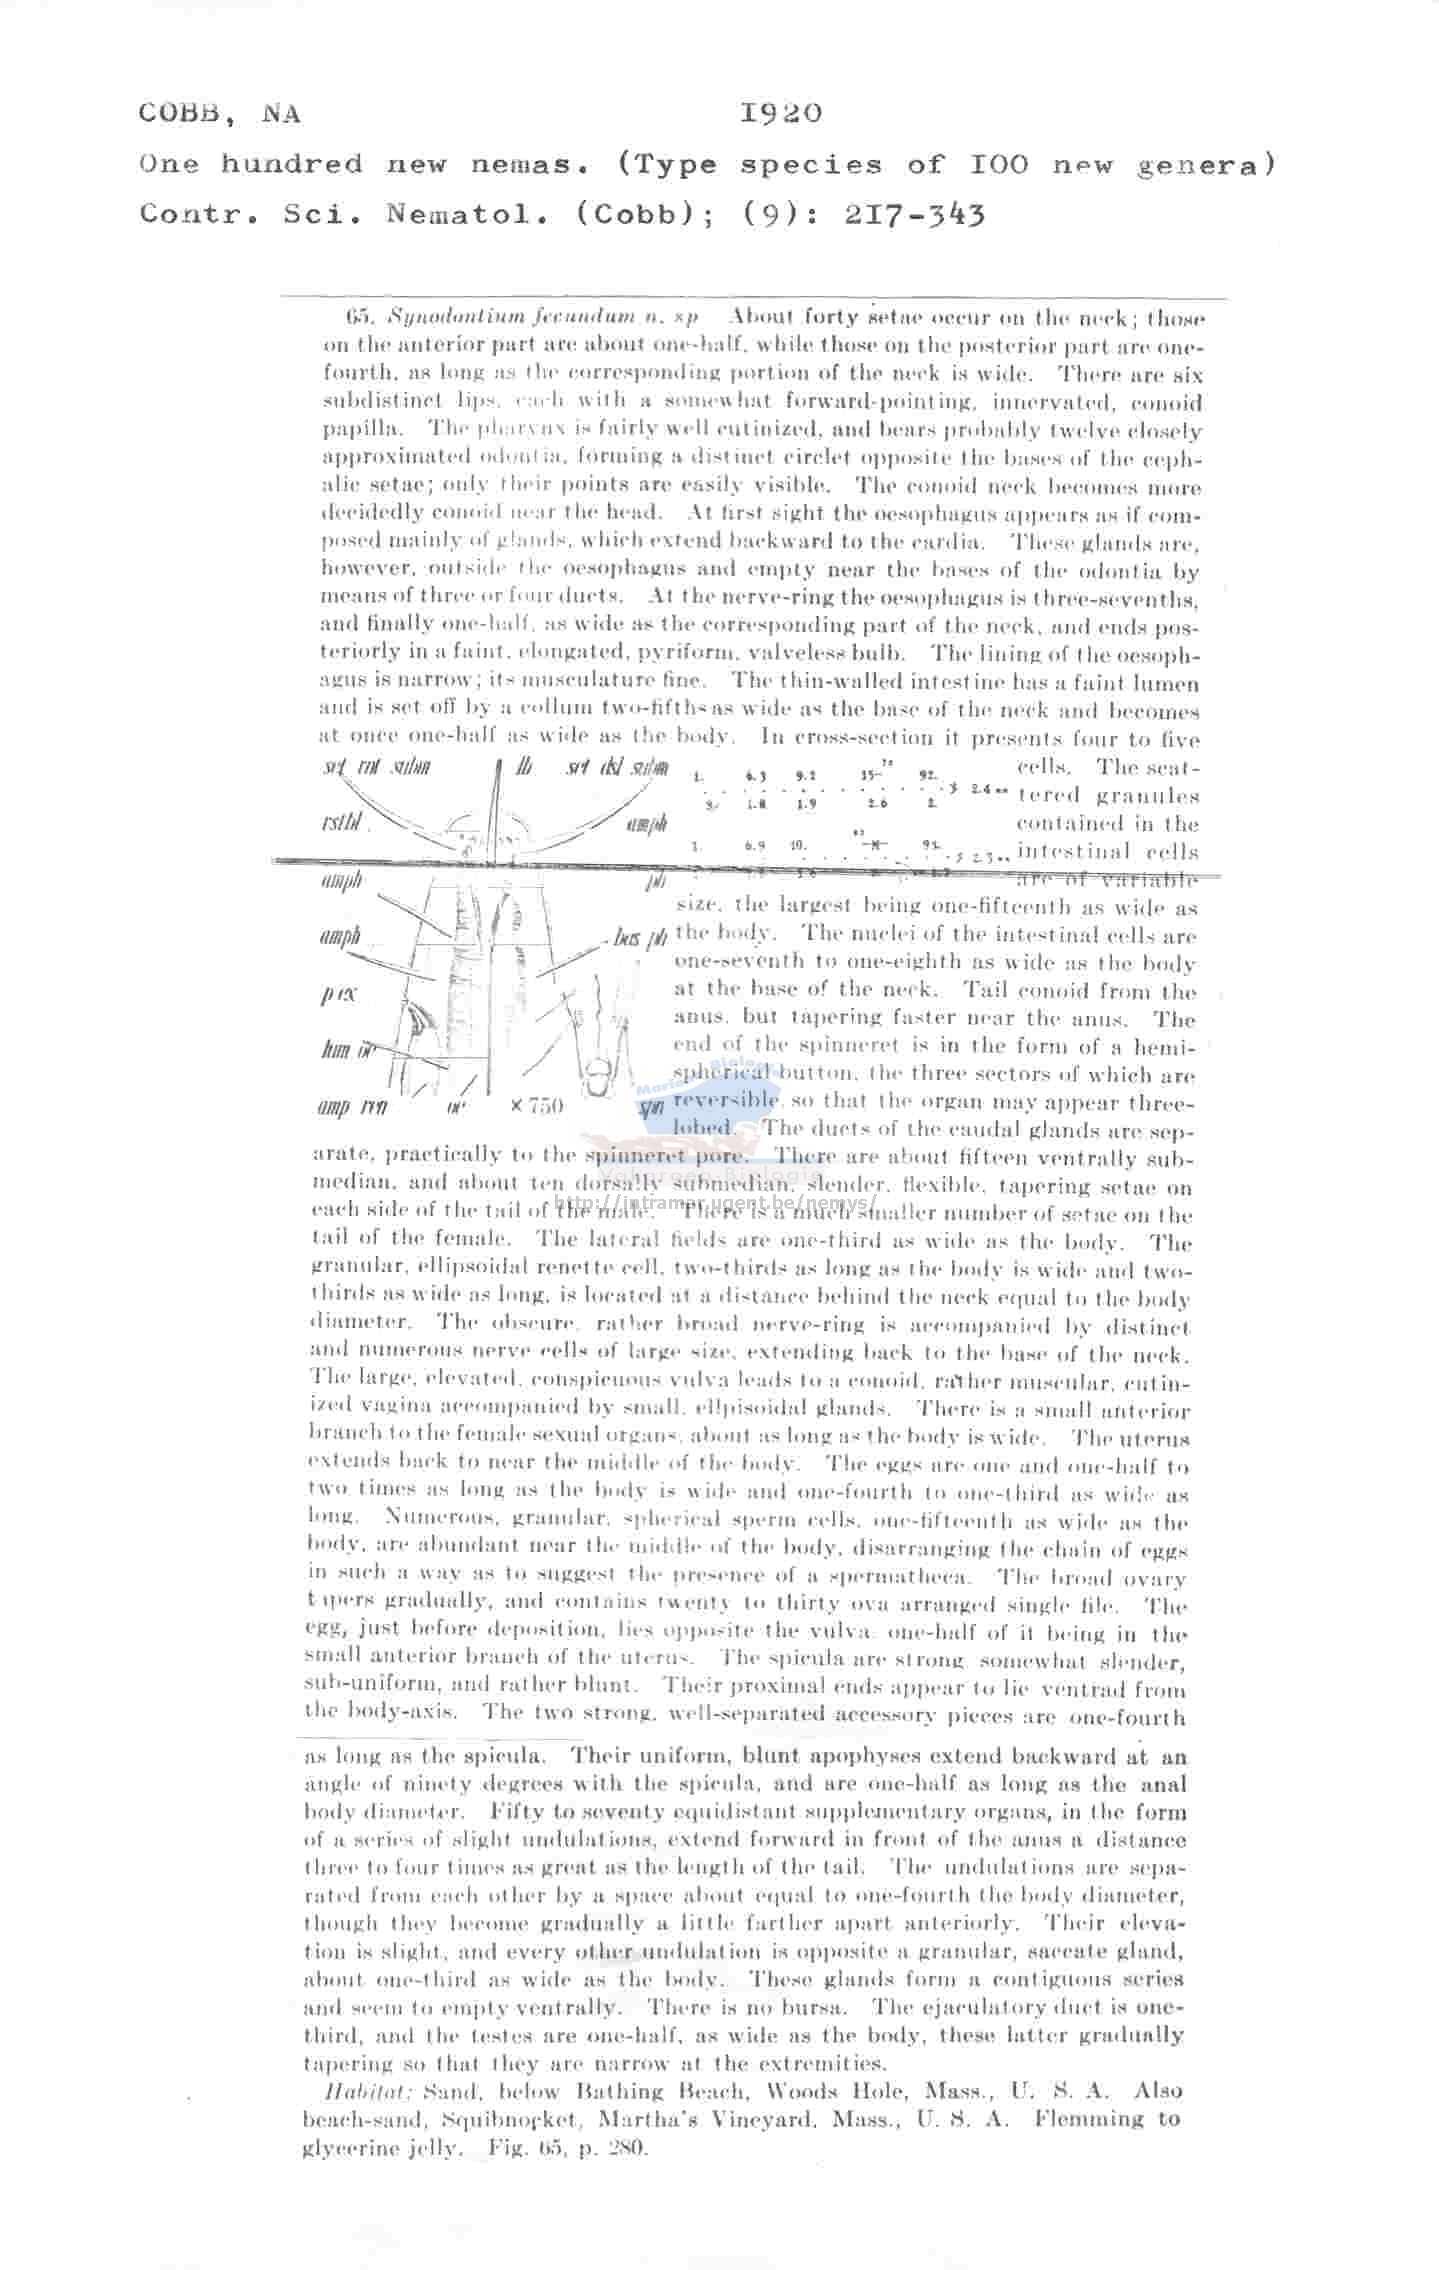 COBB, NA 1920
One hundred new nemas. (Type species of I00 new genera)
Contr. Sci. Nematol. (Cobb); (9): 2I7-343
65. Synodontium fecundum n. sp About forty setae occur on the neck; those
on the anterior part are about one-half, while those on the posterior part are one-
fourth, as long as the corresponding portion of the neck is wide. There are six
subdistinct lips, each with a somewhat forward-pointing, innervated, conoid
papilla. The pharynx is fairly well cutinized, and bears probably twelve closely
approximated odontia, forming a distinct circlet opposite the bases of the ceph-
alic setae; only their points are easily visible. The conoid neck becomes more
decidedly conoid near the head. At first sight the oesophagus appears as if com-
posed mainly of glands, which extend backward to the cardia. These glands are,
however, outside the oesophagus and empty near the bases of the odontia by
means of three or four ducts. At the nerve-ring the oesophagus is three-sevenths,
and finally one-half, as wide as the corresponding part of the neck, and ends pos-
teriorly in a faint, elongated, pyriform, valveless bulb. The lining of the oesoph-
agus is narrow; its musculature fine. The thin-walled intestine has a faint lumen
and is set off by a collum two-fifths as wide as the base of the neck and becomes
at once one-half as wide as the body. In cross-section it presents four to five
set vnt subm lb set dsl subm 1. 6.3 9.2 92. cells. The scat-
1.8 1.9 2.6 2. 2.4 tered granules
amph contained in the
6.9 10. intestinal cells
amph ph are of variable
size, the largest being one-fifteenth as wide as
amph bas ph the body. The nuclei of the intestinal cells are
one-seventh to one-eighth as wide as the body
at the base of the neck. Tail conoid from the
anus, but tapering faster near the anus. The
lum oe end of the spinneret is in the form of a hemi-
spherical button, the three sectors of which are
amp ren oe × 750 spn reversible, so that the organ may appear three-
lobed. The ducts of the caudal glands are sep-
arate, practically to the spinneret pore. There are about fifteen ventrally sub-
median, and about ten dorsally submedian, slender, flexible, tapering setae on
each side of the tail of the male. There is a much smaller number of setae on the
tail of the female. The lateral fields are one-third as wide as the body. The
granular, ellipsoidal renette cell, two-thirds as long as the body is wide and two-
thirds as wide as long, is located at a distance behind the neck equal to the body
diameter. The obscure, rather broad nerve-ring is accompanied by distinct
and numerous nerve cells of large size, extending back to the base of the neck.
The large, elevated, conspicuous vulva leads to a conoid, rather muscular, cutin-
ized vagina accompanied by small, ellpisoidal glands. There is a small anterior
branch to the female sexual organs, about as long as the body is wide. The uterus
extends back to near the middle of the body. The eggs are one and one-half to
two times as long as the body is wide and one-fourth to one-third as wide as
long. Numerous, granular, spherical sperm cells, one-fifteenth as wide as the
body, are abundant near the middle of the body, disarranging the chain of eggs
in such a way as to suggest the presence of a spermatheca. The broad ovary
tapers gradually, and contains twenty to thirty ova arranged single file. The
egg, just before deposition, lies opposite the vulva, one-half of it being in the
small anterior branch of the uterus. The spicula are strong, somewhat slender,
sub-uniform, and rather blunt. Their proximal ends appear to lie ventrad from
the body-axis. The two strong, well-separated accessory pieces are one-fourth
as long as the spicula. Their uniform, blunt apophyses extend backward at an
angle of ninety degrees with the spicula, and are one-half as long as the anal
body diameter. Fifty to seventy equidistant supplementary organs, in the form
of a series of slight undulations, extend forward in front of the anus a distance
three to four times as great as the length of the tail. The undulations are sepa-
rated from each other by a space about equal to one-fourth the body diameter,
though they become gradually a little farther apart anteriorly. Their eleva-
tion is slight, and every other undulation is opposite a granular, saccate gland,
about one-third as wide as the body. These glands form a contiguous series
and seem to empty ventrally. There is no bursa. The ejaculatory duct is one-
third, and the testes are one-half, as wide as the body, these latter gradually
tapering so that they are narrow at the extremities.
Habitat: Sand, below Bathing Beach, Woods Hole, Mass., U. S. A. Also
beach-sand, Squibnocket, Martha's Vineyard, Mass., U. S. A. Flemming to
glycerine jelly. Fig. 65, p. 280.
Marine Biology
http://intramar.ugent.be/nemys/